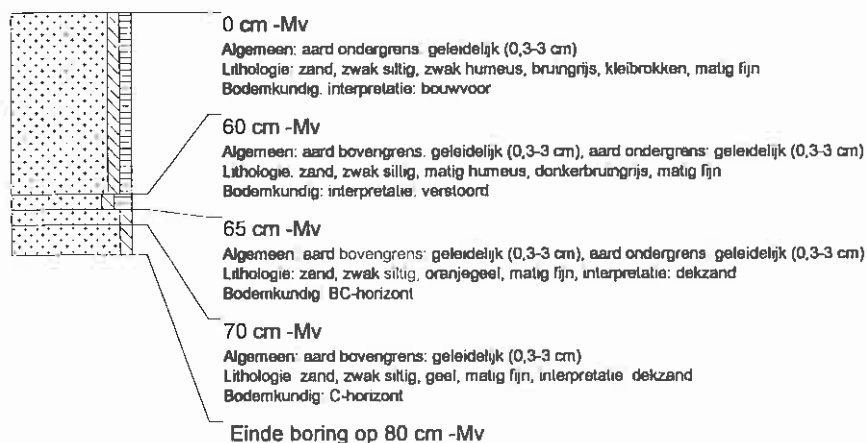 0 cm -Mv
Algemeen: aard ondergrens: geleidelijk (0,3-3 cm)
Lithologie: zand, zwak siltig, zwak humeus, bruingrijs, kleibrokken, matig fijn
Bodemkundig. interpretatie: bouwvoor
60 cm -Mv
Algemeen: aard bovengrens. geleidelijk (0,3-3 cm), aard ondergrens: geleidelijk (0,3-3 cm)
Lithologie. zand, zwak siltig, matig humeus, donkerbruingrijs, matig fijn
Bodemkundig: interpretatie. verstoord
65 cm -Mv
Algemeen: aard bovengrens: geleidelijk (0,3-3 cm), aard ondergrens geleidelijk (0,3-3 cm)
Lithologie: zand, zwak siltig, oranjegeel, matig fijn, interpretatie: dekzand
Bodemkundig BC-horizont
70 cm -Mv
Algemeen: aard bovengrens: geleidelijk (0,3-3 cm)
Lithologie zand, zwak siltig, geel, matig fijn, interpretatie dekzand
Bodemkundig: C-horizont
Einde boring op 80 cm -Mv